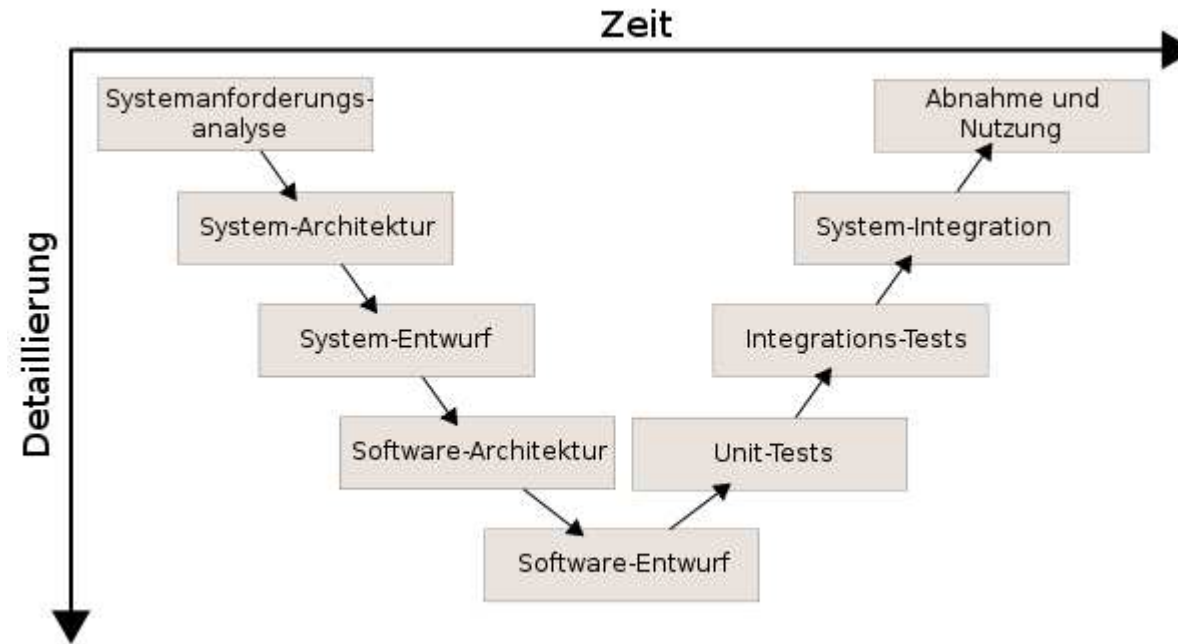 Zeit
Systemanforderungs-
analyse
Abnahme und
Nutzung
System-Architektur
System-Integration
Detaillierung
System-Entwurf
Integrations-Tests
Software-Architektur
Unit-Tests
Software-Entwurf